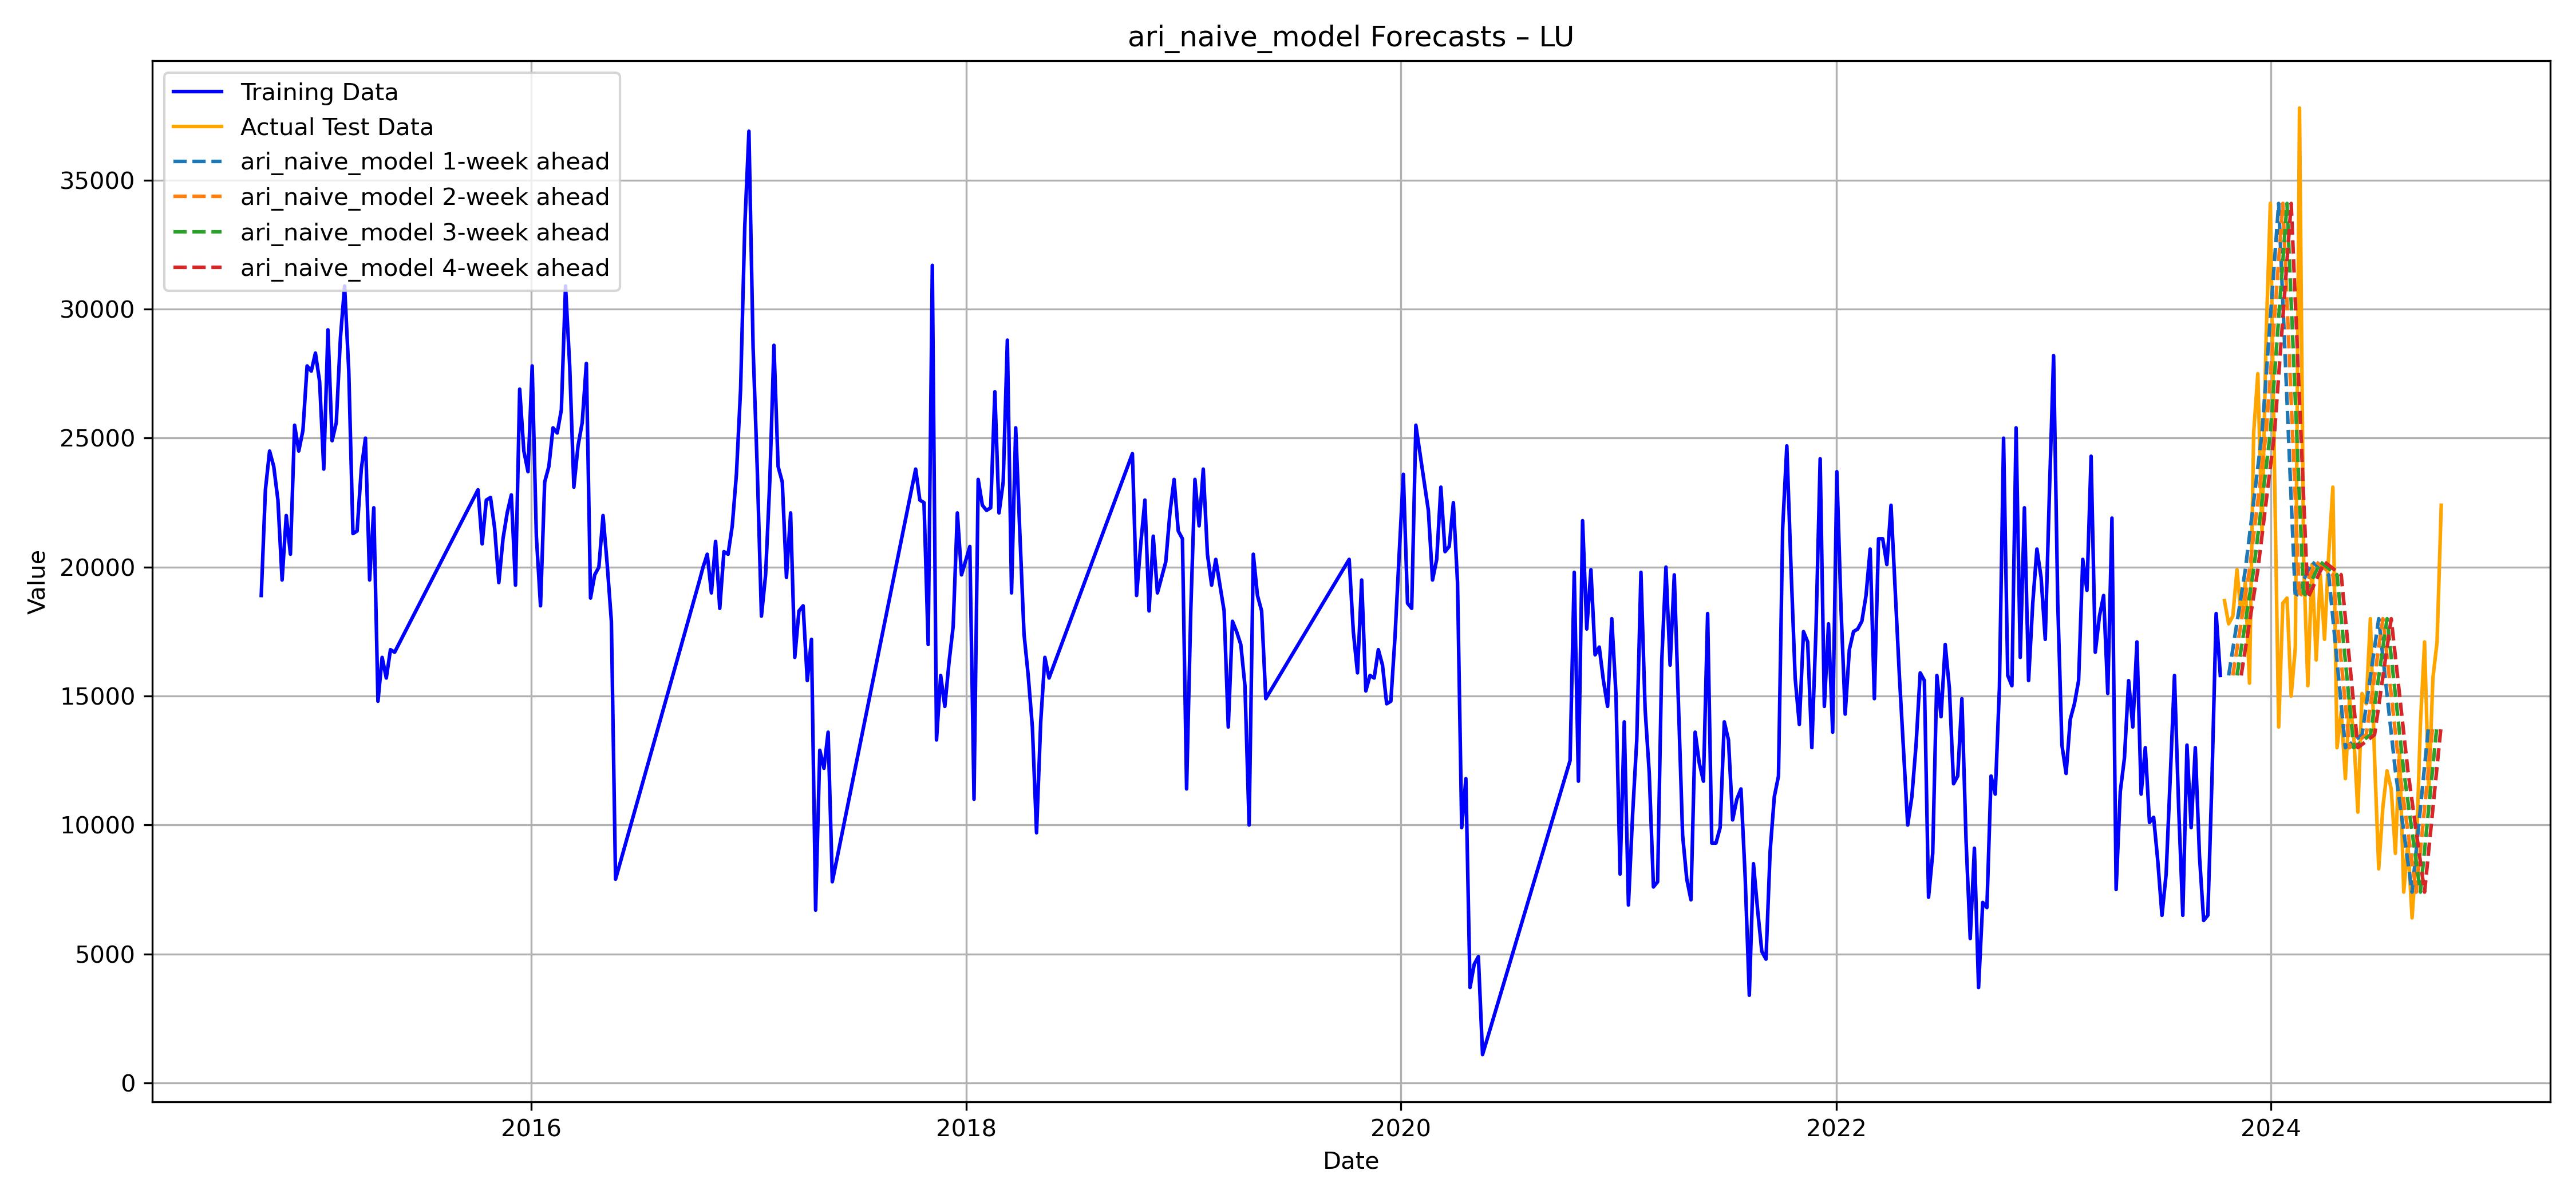 ari_naive_model Forecasts – LU
Training Data
Actual Test Data
ari_naive_model 1-week ahead
ari_naive_model 2-week ahead
ari_naive_model 3-week ahead
ari_naive_model 4-week ahead
Value
35000
30000
25000
20000
15000
10000
5000
0
2016
2018
2020
2022
2024
Date